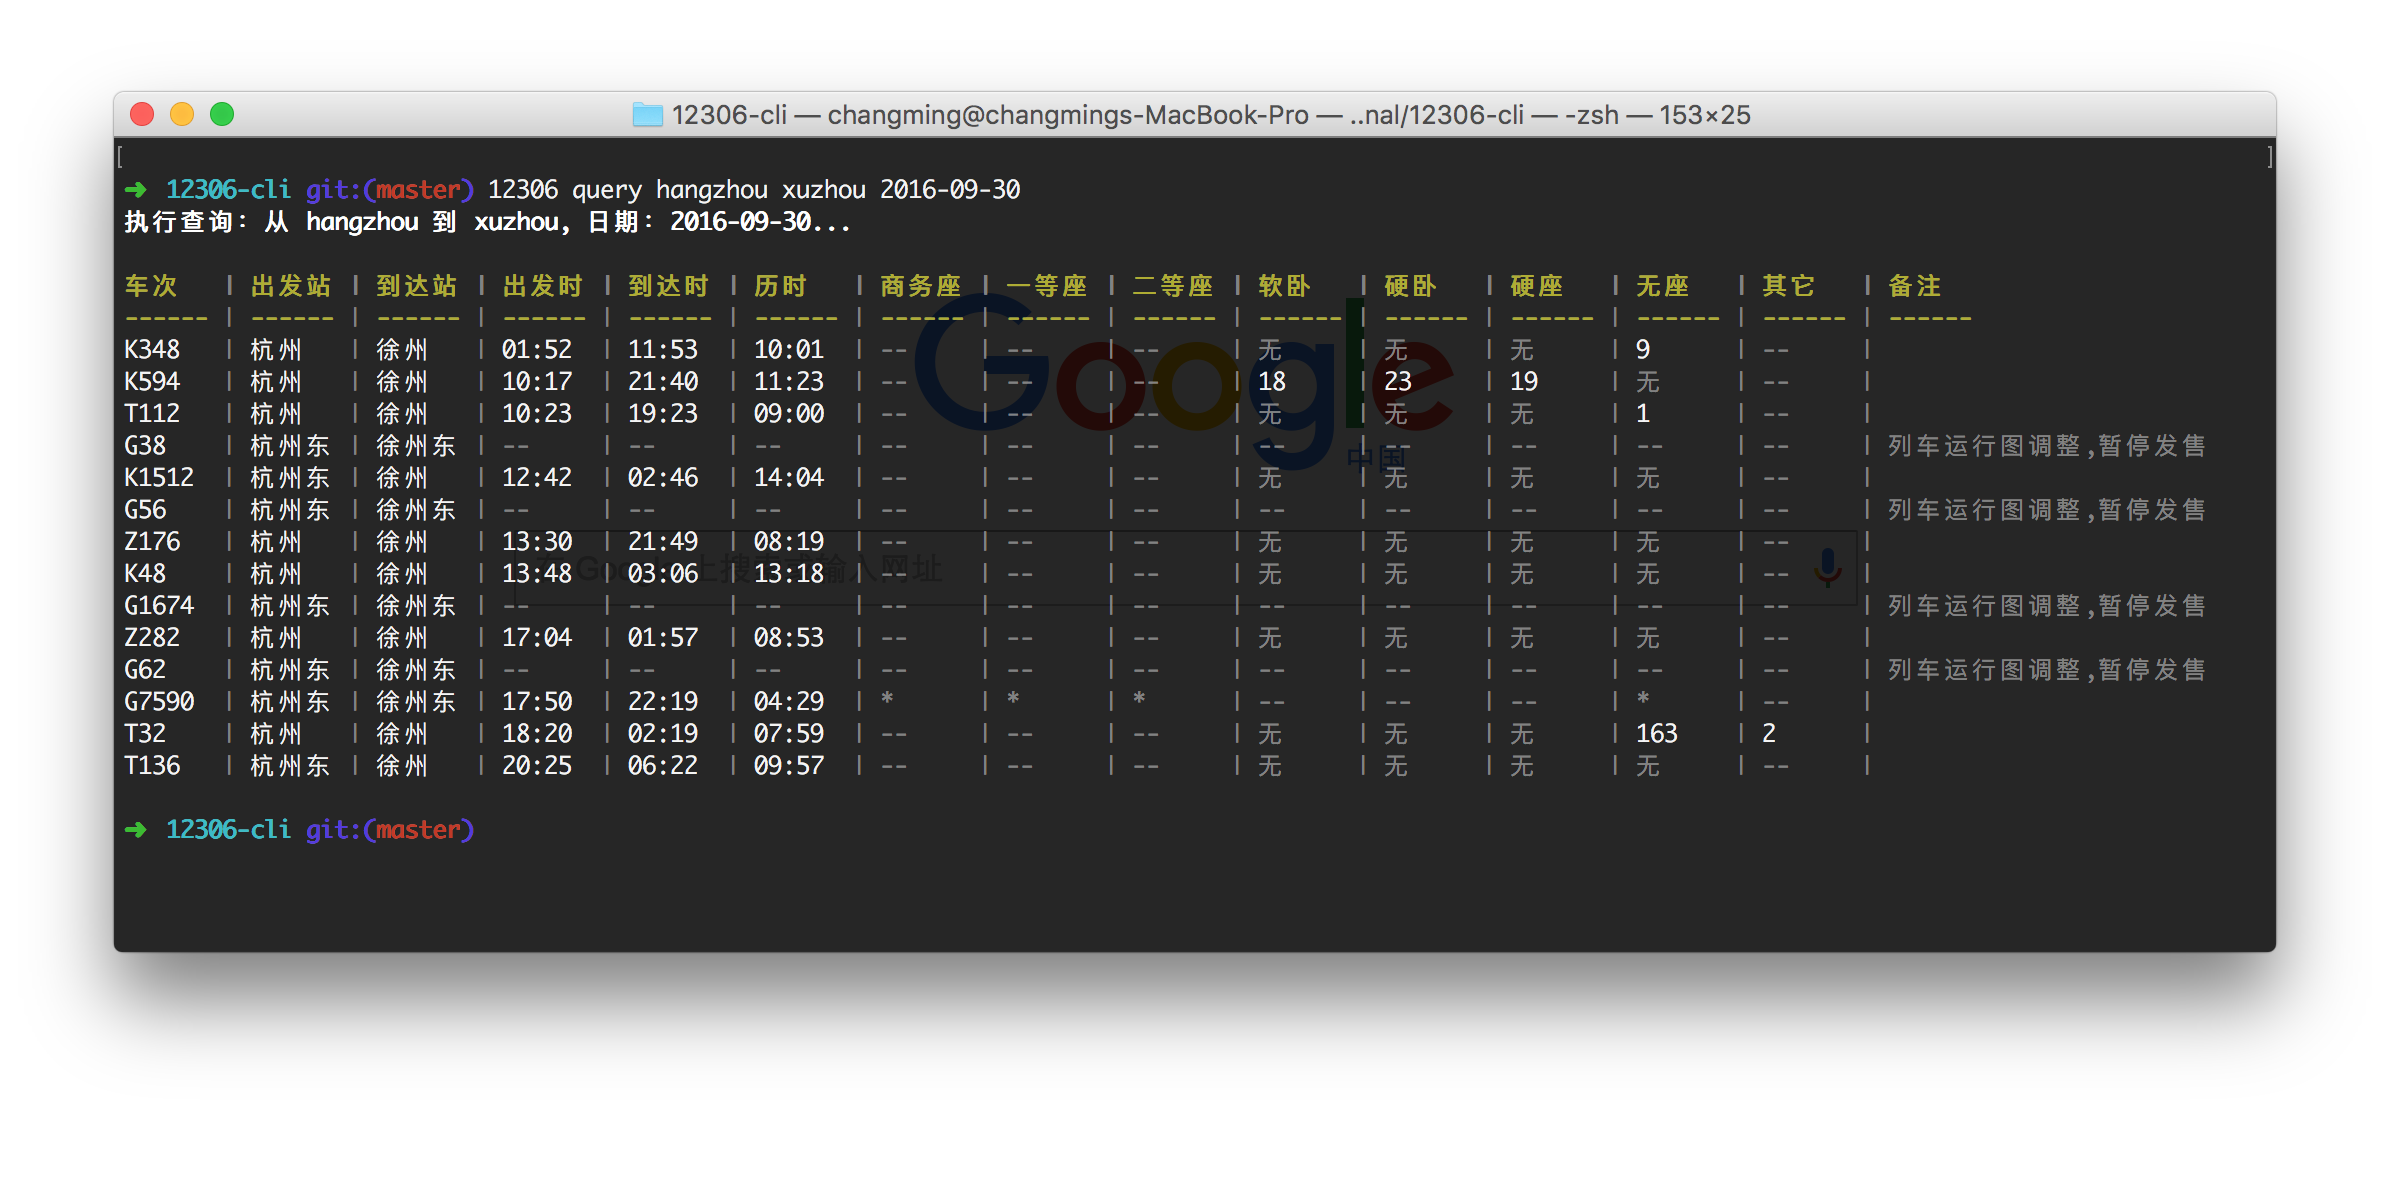 12306-cli — changming@changmings-MacBook-Pro — ..nal/12306-cli — -zsh — 153×25
[ ]
➜ 12306-cli git:(master) 12306 query hangzhou xuzhou 2016-09-30
执行查询：从 hangzhou 到 xuzhou，日期：2016-09-30...
车次 | 出发站 | 到达站 | 出发时 | 到达时 | 历时 | 商务座 | 一等座 | 二等座 | 软卧 | 硬卧 | 硬座 | 无座 | 其它 | 备注
------ | ------ | ------ | ------ | ------ | ------ | ------ | ------ | ------ | ------ | ------ | ------ | ------ | ------ | ------
K348 | 杭州 | 徐州 | 01:52 | 11:53 | 10:01 | -- | -- | -- | 无 | 无 | 无 | 9 | -- |
K594 | 杭州 | 徐州 | 10:17 | 21:40 | 11:23 | -- | -- | -- | 18 | 23 | 19 | 无 | -- |
T112 | 杭州 | 徐州 | 10:23 | 19:23 | 09:00 | -- | -- | -- | 无 | 无 | 无 | 1 | -- |
G38 | 杭州东 | 徐州东 | -- | -- | -- | -- | -- | -- | -- | -- | -- | -- | -- | 列车运行图调整,暂停发售
K1512 | 杭州东 | 徐州 | 12:42 | 02:46 | 14:04 | -- | -- | -- | 无 | 无 | 无 | 无 | -- |
G56 | 杭州东 | 徐州东 | -- | -- | -- | -- | -- | -- | -- | -- | -- | -- | -- | 列车运行图调整,暂停发售
Z176 | 杭州 | 徐州 | 13:30 | 21:49 | 08:19 | -- | -- | -- | 无 | 无 | 无 | 无 | -- |
K48 | 杭州 | 徐州 | 13:48 | 03:06 | 13:18 | -- | -- | -- | 无 | 无 | 无 | 无 | -- |
G1674 | 杭州东 | 徐州东 | -- | -- | -- | -- | -- | -- | -- | -- | -- | -- | -- | 列车运行图调整,暂停发售
Z282 | 杭州 | 徐州 | 17:04 | 01:57 | 08:53 | -- | -- | -- | 无 | 无 | 无 | 无 | -- |
G62 | 杭州东 | 徐州东 | -- | -- | -- | -- | -- | -- | -- | -- | -- | -- | -- | 列车运行图调整,暂停发售
G7590 | 杭州东 | 徐州东 | 17:50 | 22:19 | 04:29 | * | * | * | -- | -- | -- | * | -- |
T32 | 杭州 | 徐州 | 18:20 | 02:19 | 07:59 | -- | -- | -- | 无 | 无 | 无 | 163 | 2 |
T136 | 杭州东 | 徐州 | 20:25 | 06:22 | 09:57 | -- | -- | -- | 无 | 无 | 无 | 无 | -- |
➜ 12306-cli git:(master)
Google
中国